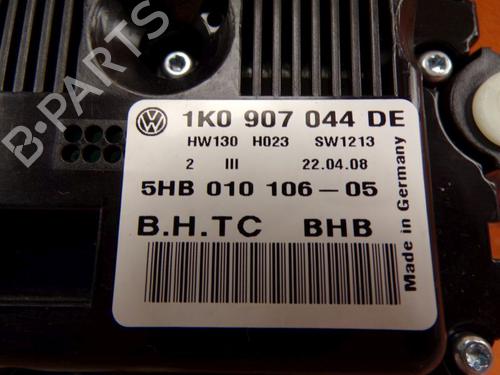 B-PARTS
1K0 907 044 DE
HW130 H023 SW1213
2 III 22.04.08
5HB 010 106-05
B.H.TC BHB
Made in Germany